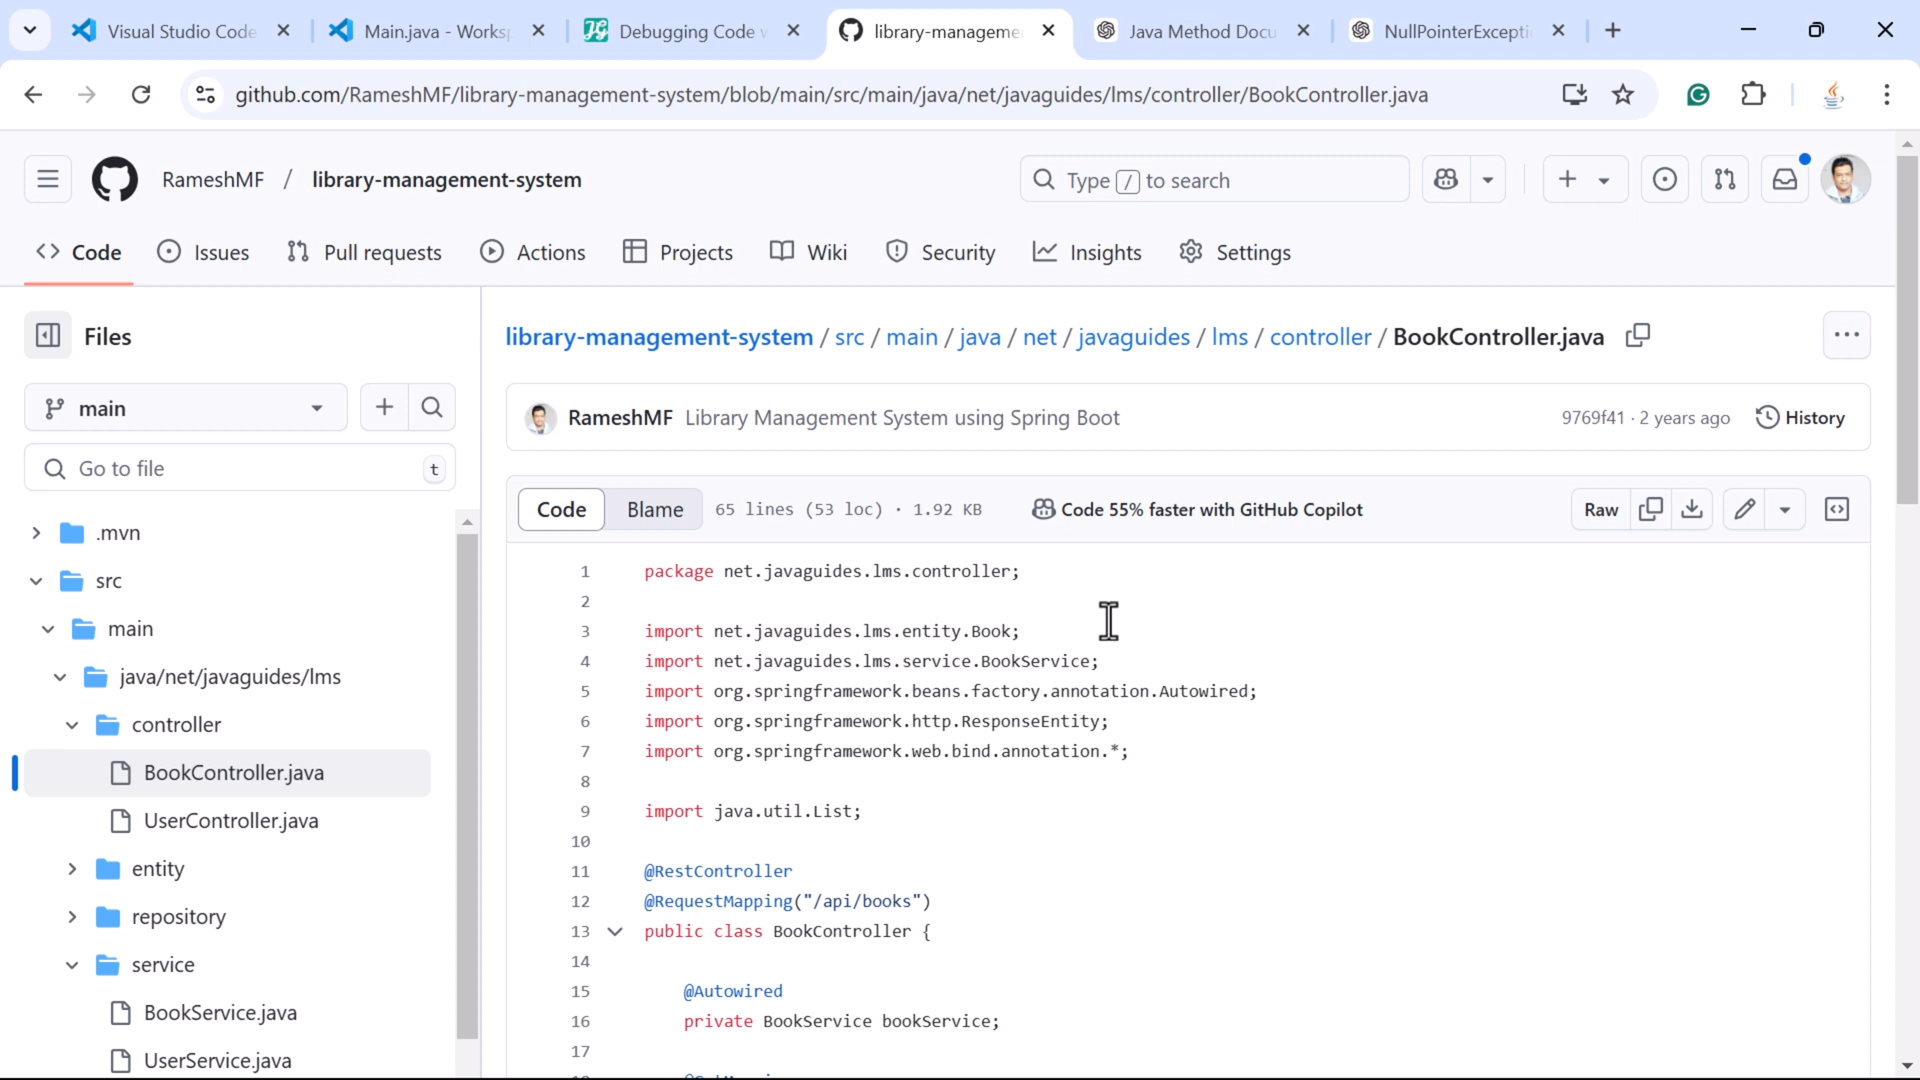 Visual Studio Code
Main.java - Works
Debugging Code
library-manageme
Java Method Docu
NullPointerExcepti
github.com/RameshMF/library-management-system/blob/main/src/main/java/net/javaguides/lms/controller/BookController.java
RameshMF / library-management-system
Type / to search
Code
Issues
Pull requests
Actions
Projects
Wiki
Security
Insights
Settings
Files
main
Go to file
t
.mvn
src
main
java/net/javaguides/lms
controller
BookController.java
UserController.java
entity
repository
service
BookService.java
UserService.java
library-management-system / src / main / java / net / javaguides / lms / controller / BookController.java
RameshMF Library Management System using Spring Boot
9769f41 · 2 years ago
History
Code
Blame
65 lines (53 loc) · 1.92 KB
Code 55% faster with GitHub Copilot
Raw
1 package net.javaguides.lms.controller;
2
3 import net.javaguides.lms.entity.Book;
4 import net.javaguides.lms.service.BookService;
5 import org.springframework.beans.factory.annotation.Autowired;
6 import org.springframework.http.ResponseEntity;
7 import org.springframework.web.bind.annotation.*;
8
9 import java.util.List;
10
11 @RestController
12 @RequestMapping("/api/books")
13 public class BookController {
14
15 @Autowired
16 private BookService bookService;
17